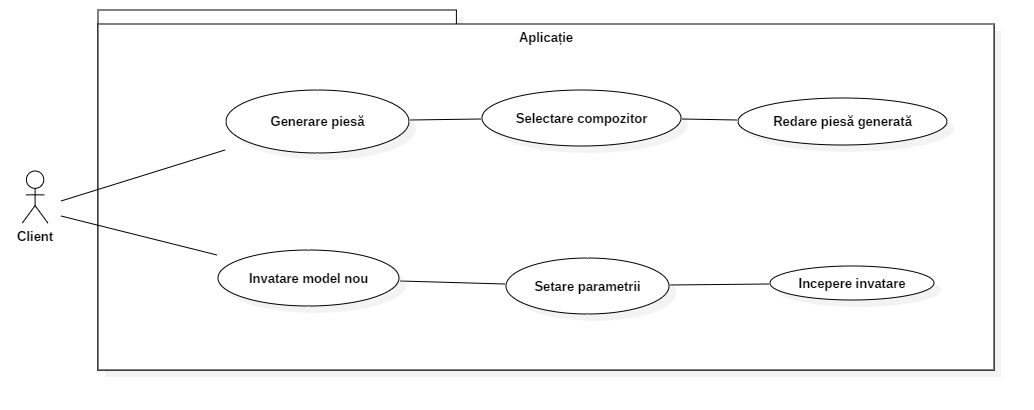 Aplicație
Generare piesă
Selectare compozitor
Redare piesă generată
Client
Invatare model nou
Setare parametrii
Incepere invatare